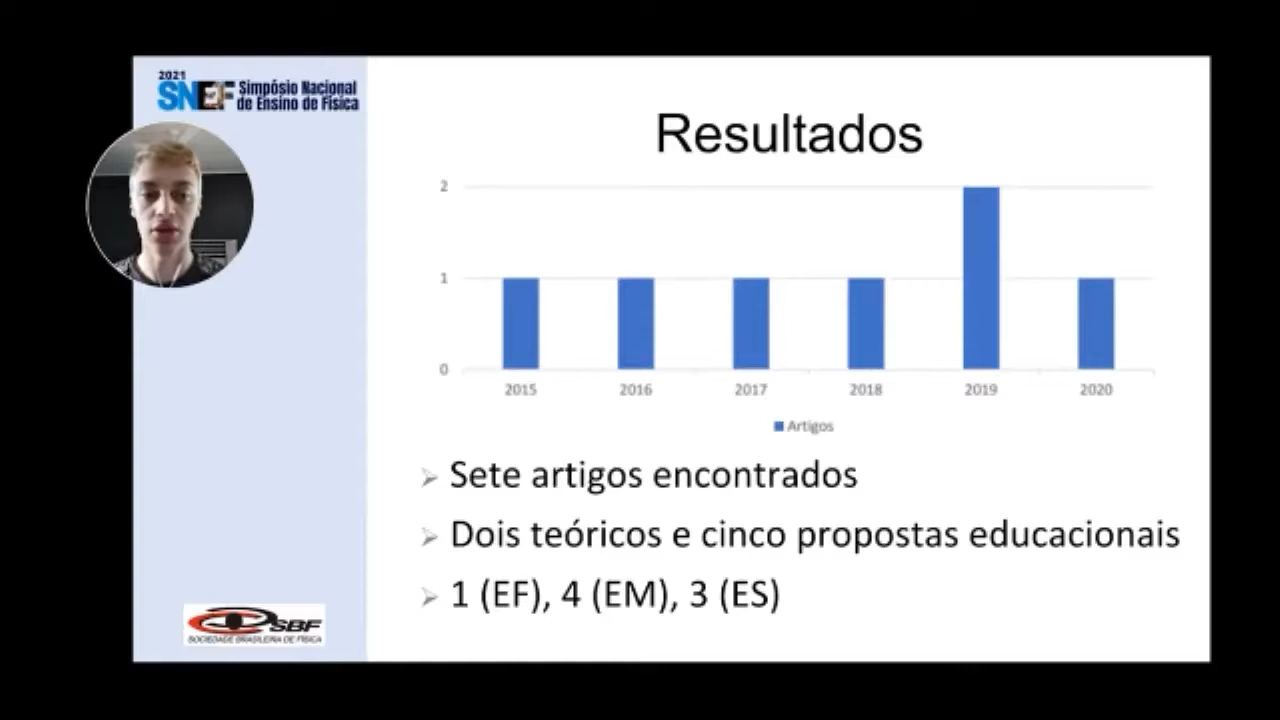 2021
SNEF Simpósio Nacional
de Ensino de Física
Resultados
2
1
0
2015 2016 2017 2018 2019 2020
Artigos
Sete artigos encontrados
Dois teóricos e cinco propostas educacionais
1 (EF), 4 (EM), 3 (ES)
SBF
SOCIEDADE BRASILEIRA DE FÍSICA